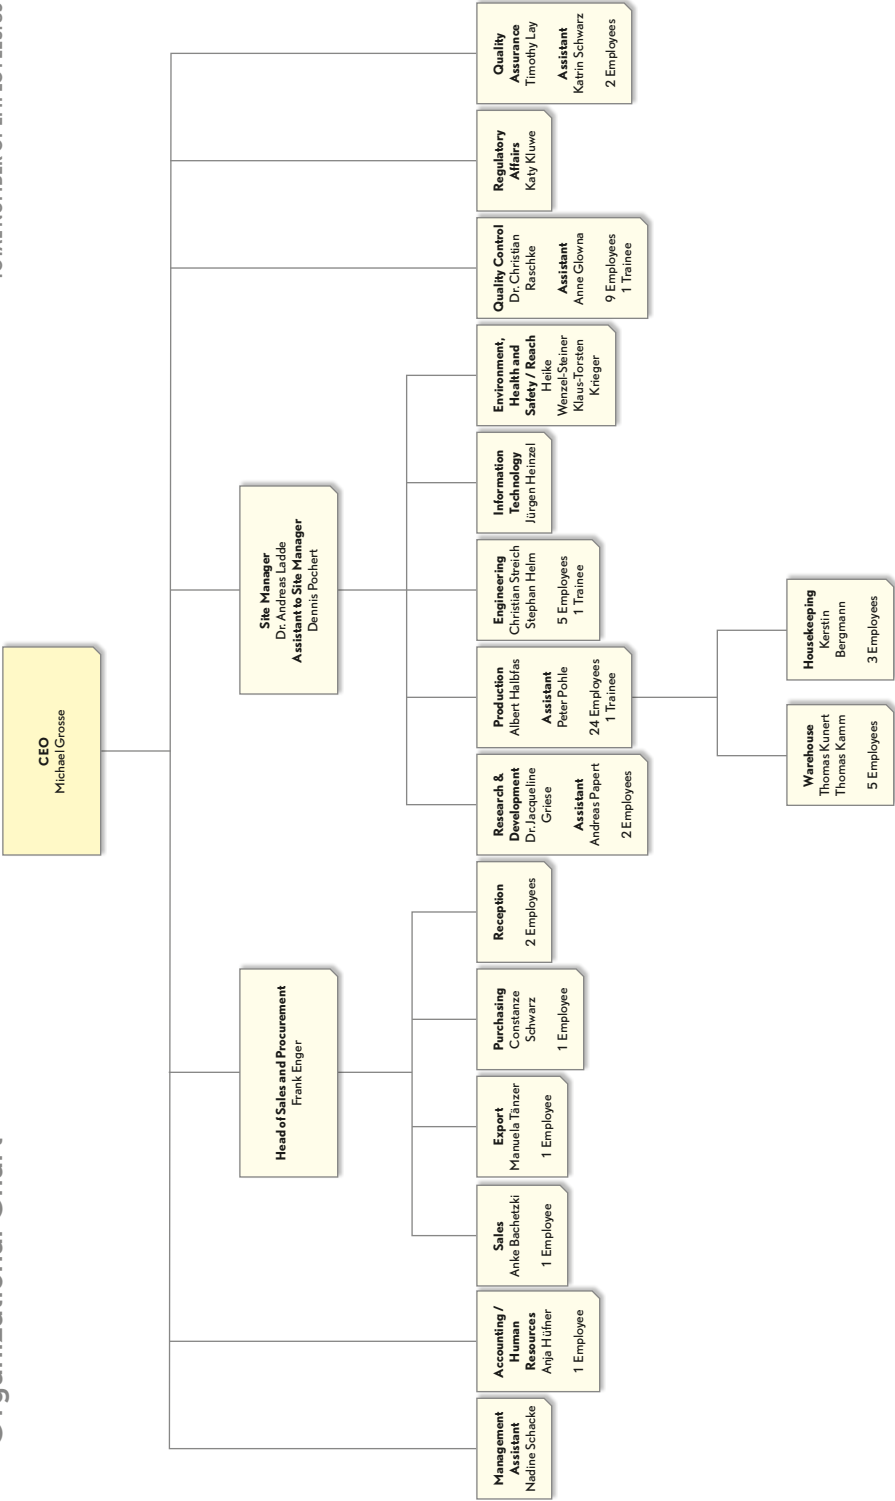 Organizational Chart
TOTAL NUMBER OF EMPLOYEES:
CEO
Michael Grosse
Head of Sales and Procurement
Frank Enger
Site Manager
Dr. Andreas Ladde
Assistant to Site Manager
Dennis Pochert
Management
Assistant
Nadine Schacke
Accounting /
Human
Resources
Anja Hüfner
1 Employee
Sales
Anke Bachetzki
1 Employee
Export
Manuela Tänzer
1 Employee
Purchasing
Constanze
Schwarz
1 Employee
Reception
2 Employees
Research &
Development
Dr. Jacqueline
Griese
Assistant
Andreas Papert
2 Employees
Production
Albert Halbfas
Assistant
Peter Pohle
24 Employees
1 Trainee
Engineering
Christian Streich
Stephan Helm
5 Employees
1 Trainee
Information
Technology
Jürgen Heinzel
Environment,
Health and
Safety / Reach
Heike
Wenzel-Steiner
Klaus-Torsten
Krieger
Quality Control
Dr. Christian
Raschke
Assistant
Anne Glowna
9 Employees
1 Trainee
Regulatory
Affairs
Katy Kluwe
Quality
Assurance
Timothy Lay
Assistant
Katrin Schwarz
2 Employees
Warehouse
Thomas Kunert
Thomas Kamm
5 Employees
Housekeeping
Kerstin
Bergmann
3 Employees